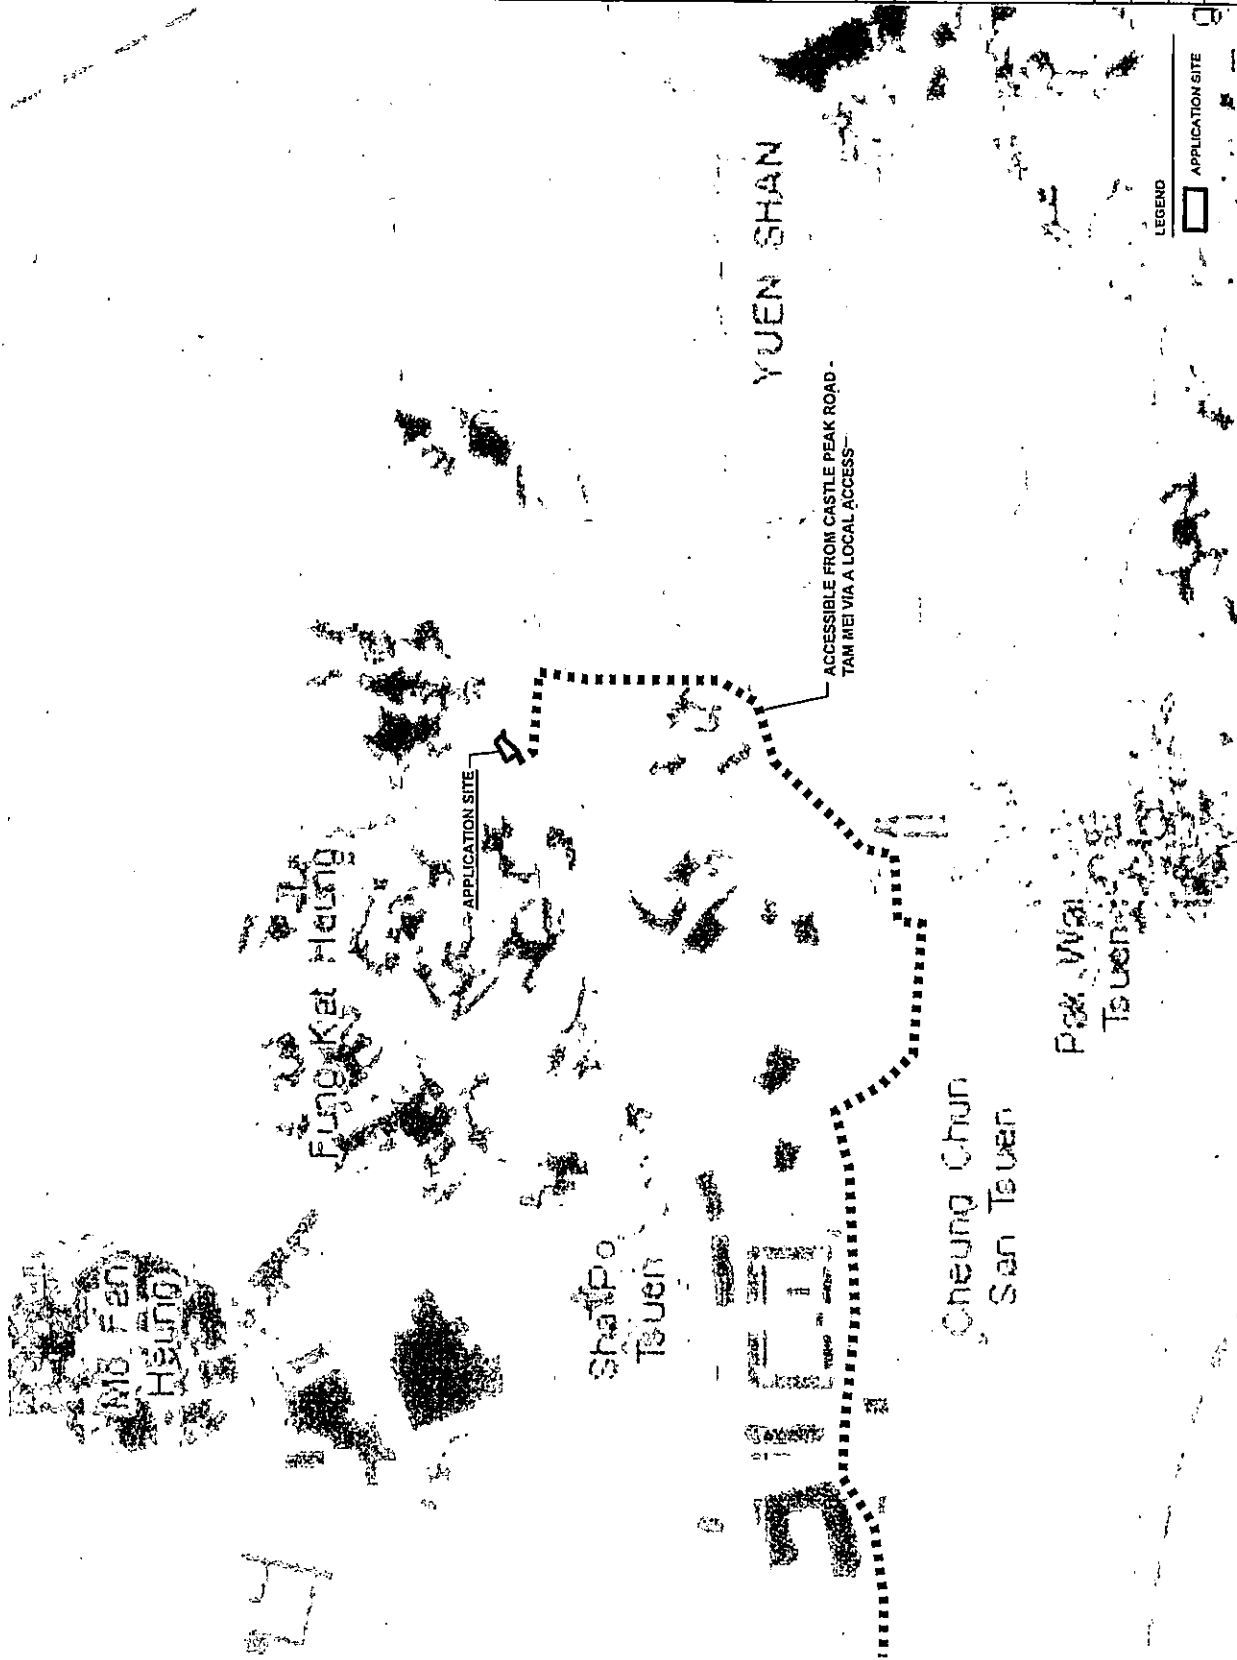 Mo Fan
Heung
Fung Kat Heung
APPLICATION SITE
Sha Po
Tsuen
YUEN SHAN
ACCESSIBLE FROM CASTLE PEAK ROAD -
TAM MEI VIA A LOCAL ACCESS
Cheung Chun
San Tsuen
Pok Wai
Tsuen
LEGEND
APPLICATION SITE